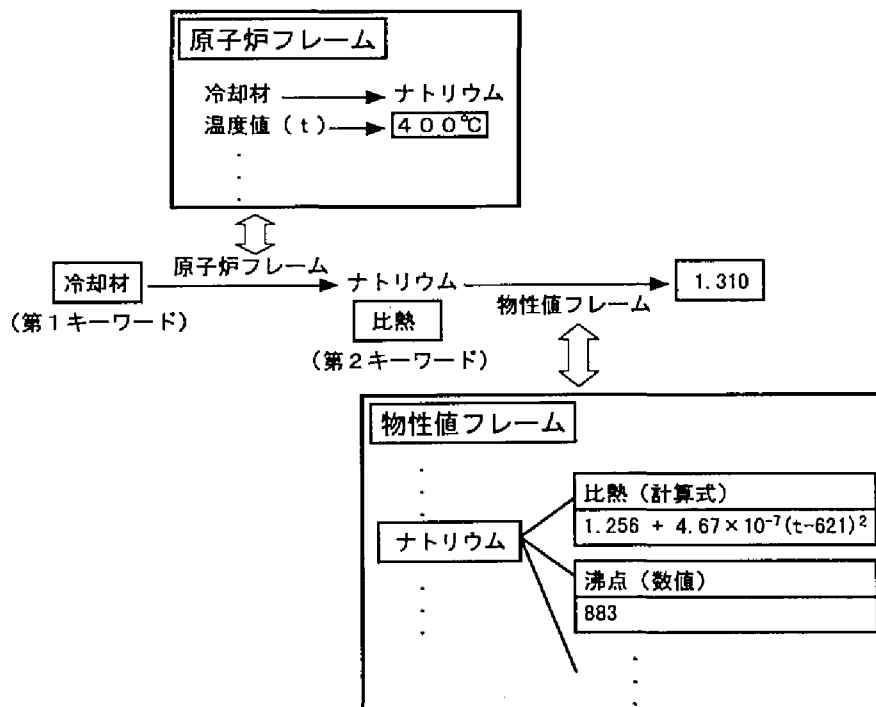 原子炉フレーム
冷却材 ナトリウム
温度値(t) 400℃
冷却材 原子炉フレーム ナトリウム 物性値フレーム 1.310
(第1キーワード) 比熱
(第2キーワード)
物性値フレーム
比熱(計算式)
1.256 + 4.67×10⁻⁷(t-621)²
ナトリウム
沸点(数値)
883